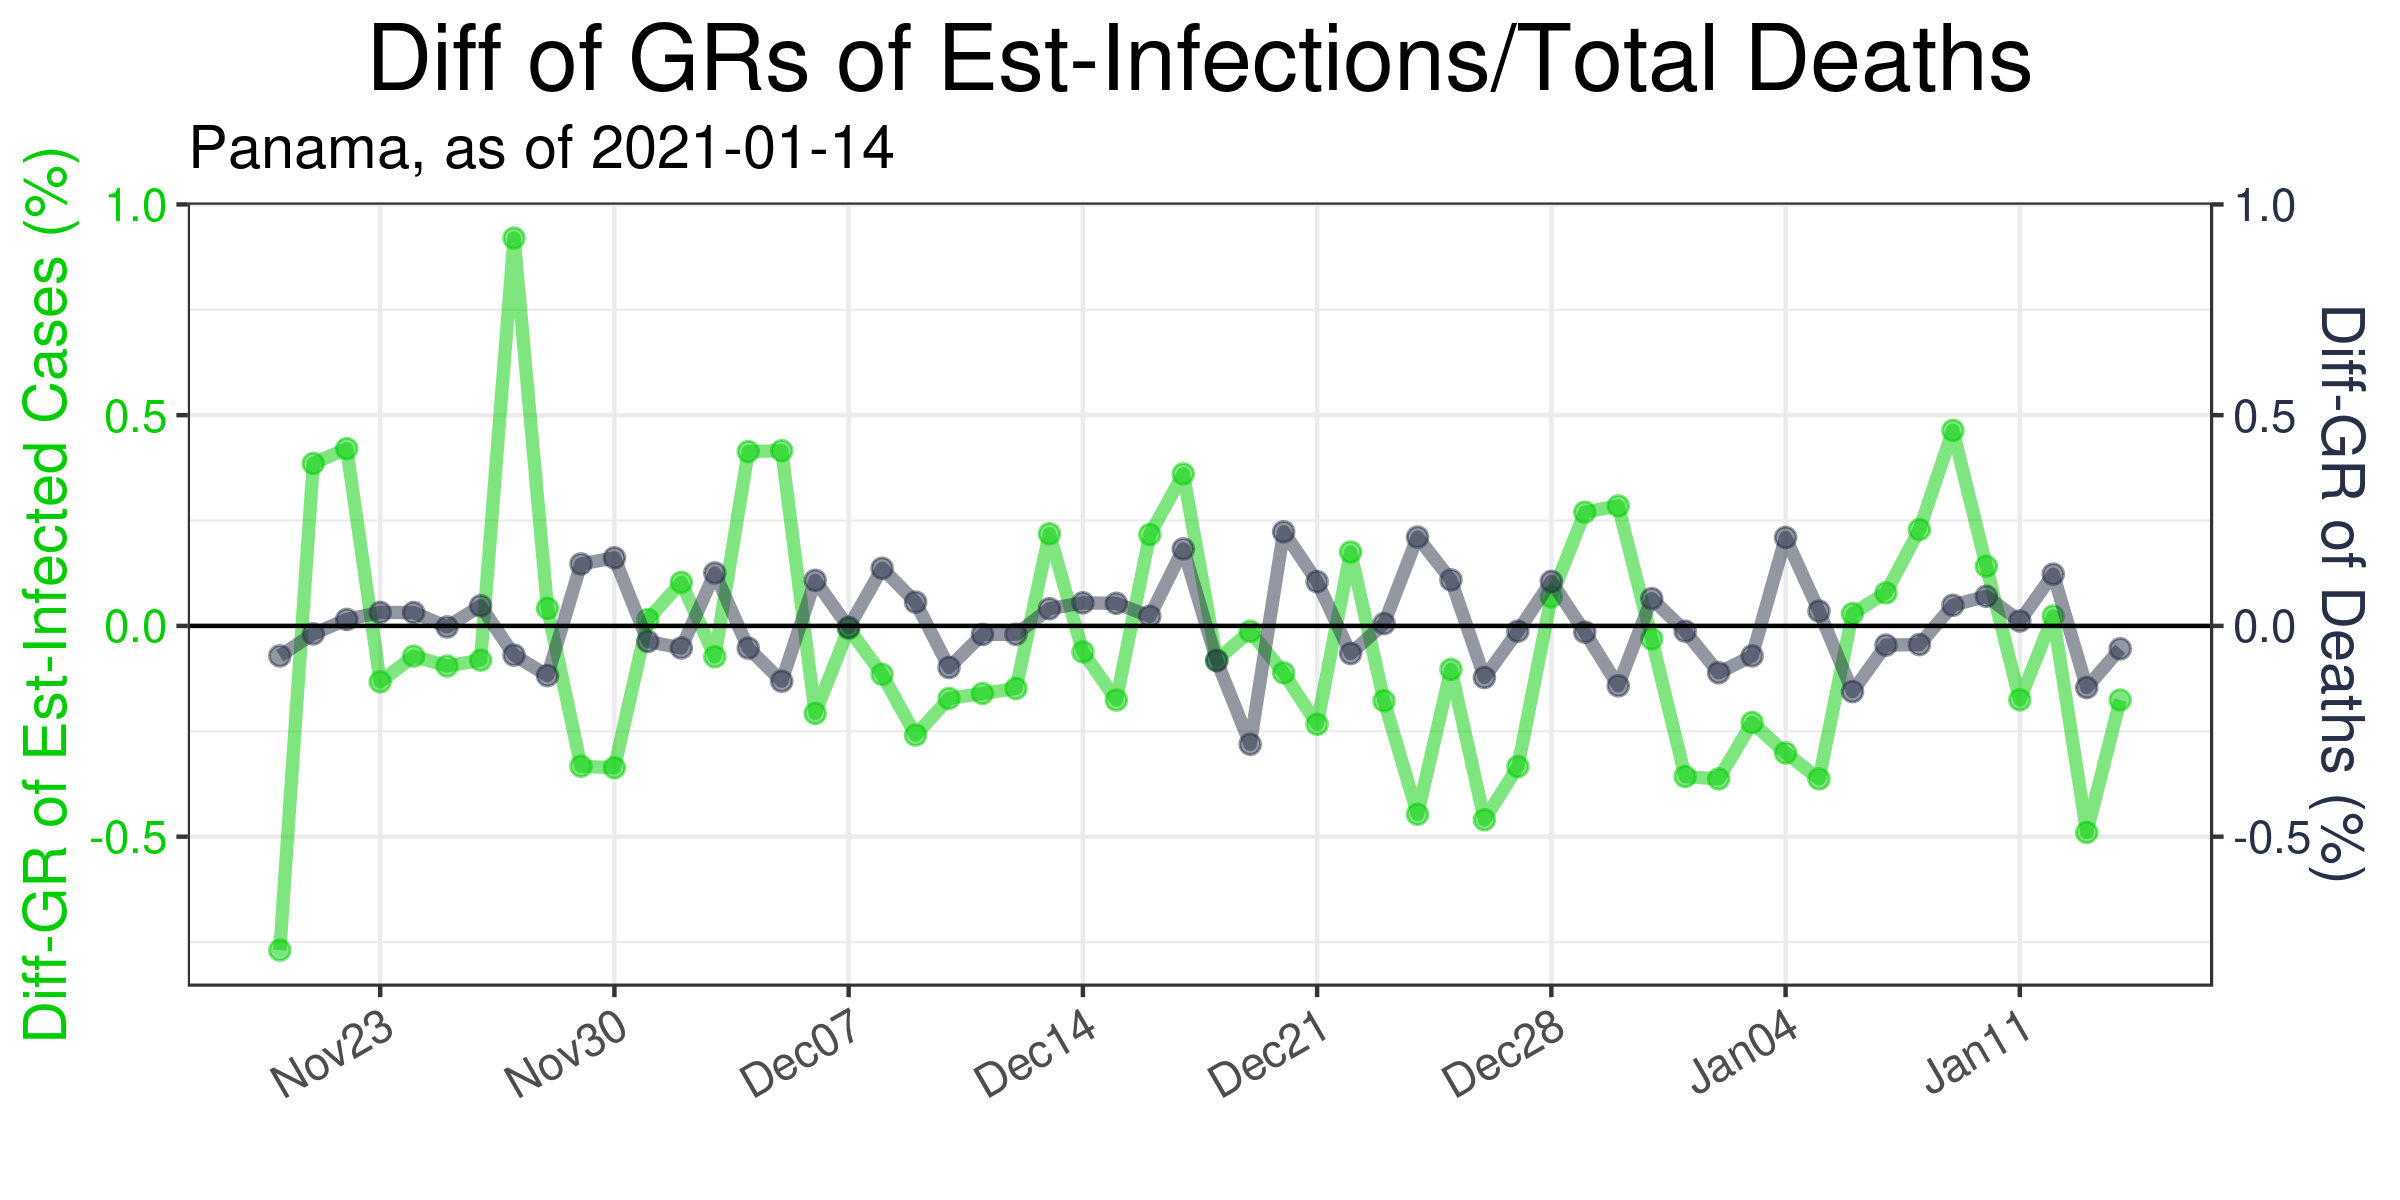 Diff of GRs of Est-Infections/Total Deaths
Panama, as of 2021-01-14
Diff-GR of Est-Infected Cases (%)
1.0
0.5
0.0
-0.5
1.0
0.5
0.0
-0.5
Diff-GR of Deaths (%)
Nov23
Nov30
Dec07
Dec14
Dec21
Dec28
Jan04
Jan11